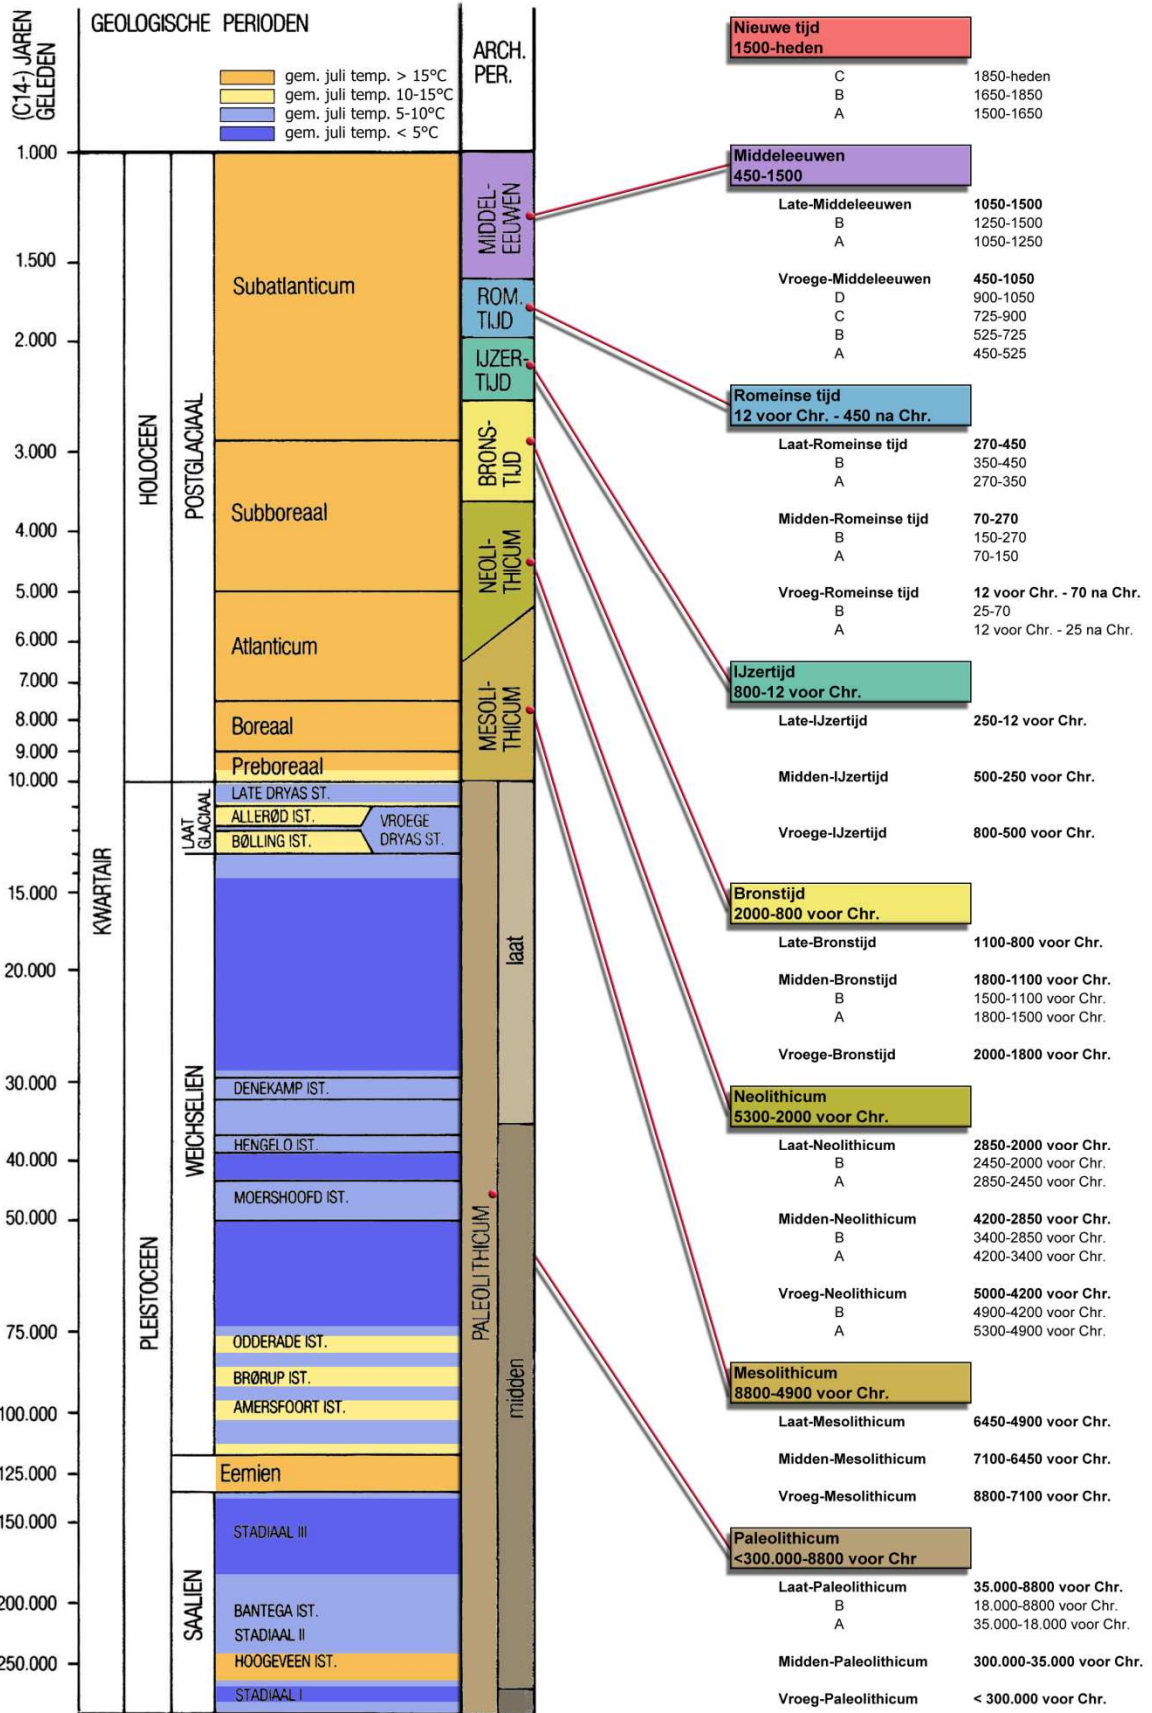 (C14-) JAREN
GELEDEN
GEOLOGISCHE PERIODEN
gem. juli temp. > 15°C
gem. juli temp. 10-15°C
gem. juli temp. 5-10°C
gem. juli temp. < 5°C
ARCH.
PER.
1.000
1.500
2.000
3.000
4.000
5.000
6.000
7.000
8.000
9.000
10.000
15.000
20.000
30.000
40.000
50.000
75.000
100.000
125.000
150.000
200.000
250.000
KWARTAIR
HOLOCEEN
PLEISTOCEEN
POSTGLACIAAL
LAAT
GLACIAAL
WEICHSELIEN
SAALIEN
Subatlanticum
Subboreaal
Atlanticum
Boreaal
Preboreaal
LATE DRYAS ST.
ALLERØD IST.
VROEGE
DRYAS ST.
BØLLING IST.
DENEKAMP IST.
HENGELO IST.
MOERSHOOFD IST.
ODDERADE IST.
BRØRUP IST.
AMERSFOORT IST.
Eemien
STADIAAL III
BANTEGA IST.
STADIAAL II
HOOGEVEEN IST.
STADIAAL I
MIDDEL-
EEUWEN
ROM.
TIJD
IJZER-
TIJD
BRONS-
TIJD
NEOLI-
THICUM
MESOLI-
THICUM
PALEOLITHICUM
laat
midden
Nieuwe tijd
1500-heden
C 1850-heden
B 1650-1850
A 1500-1650
Middeleeuwen
450-1500
Late-Middeleeuwen 1050-1500
B 1250-1500
A 1050-1250
Vroege-Middeleeuwen 450-1050
D 900-1050
C 725-900
B 525-725
A 450-525
Romeinse tijd
12 voor Chr. - 450 na Chr.
Laat-Romeinse tijd 270-450
B 350-450
A 270-350
Midden-Romeinse tijd 70-270
B 150-270
A 70-150
Vroeg-Romeinse tijd 12 voor Chr. - 70 na Chr.
B 25-70
A 12 voor Chr. - 25 na Chr.
IJzertijd
800-12 voor Chr.
Late-IJzertijd 250-12 voor Chr.
Midden-IJzertijd 500-250 voor Chr.
Vroege-IJzertijd 800-500 voor Chr.
Bronstijd
2000-800 voor Chr.
Late-Bronstijd 1100-800 voor Chr.
Midden-Bronstijd 1800-1100 voor Chr.
B 1500-1100 voor Chr.
A 1800-1500 voor Chr.
Vroege-Bronstijd 2000-1800 voor Chr.
Neolithicum
5300-2000 voor Chr.
Laat-Neolithicum 2850-2000 voor Chr.
B 2450-2000 voor Chr.
A 2850-2450 voor Chr.
Midden-Neolithicum 4200-2850 voor Chr.
B 3400-2850 voor Chr.
A 4200-3400 voor Chr.
Vroeg-Neolithicum 5000-4200 voor Chr.
B 4900-4200 voor Chr.
A 5300-4900 voor Chr.
Mesolithicum
8800-4900 voor Chr.
Laat-Mesolithicum 6450-4900 voor Chr.
Midden-Mesolithicum 7100-6450 voor Chr.
Vroeg-Mesolithicum 8800-7100 voor Chr.
Paleolithicum
<300.000-8800 voor Chr
Laat-Paleolithicum 35.000-8800 voor Chr.
B 18.000-8800 voor Chr.
A 35.000-18.000 voor Chr.
Midden-Paleolithicum 300.000-35.000 voor Chr.
Vroeg-Paleolithicum < 300.000 voor Chr.